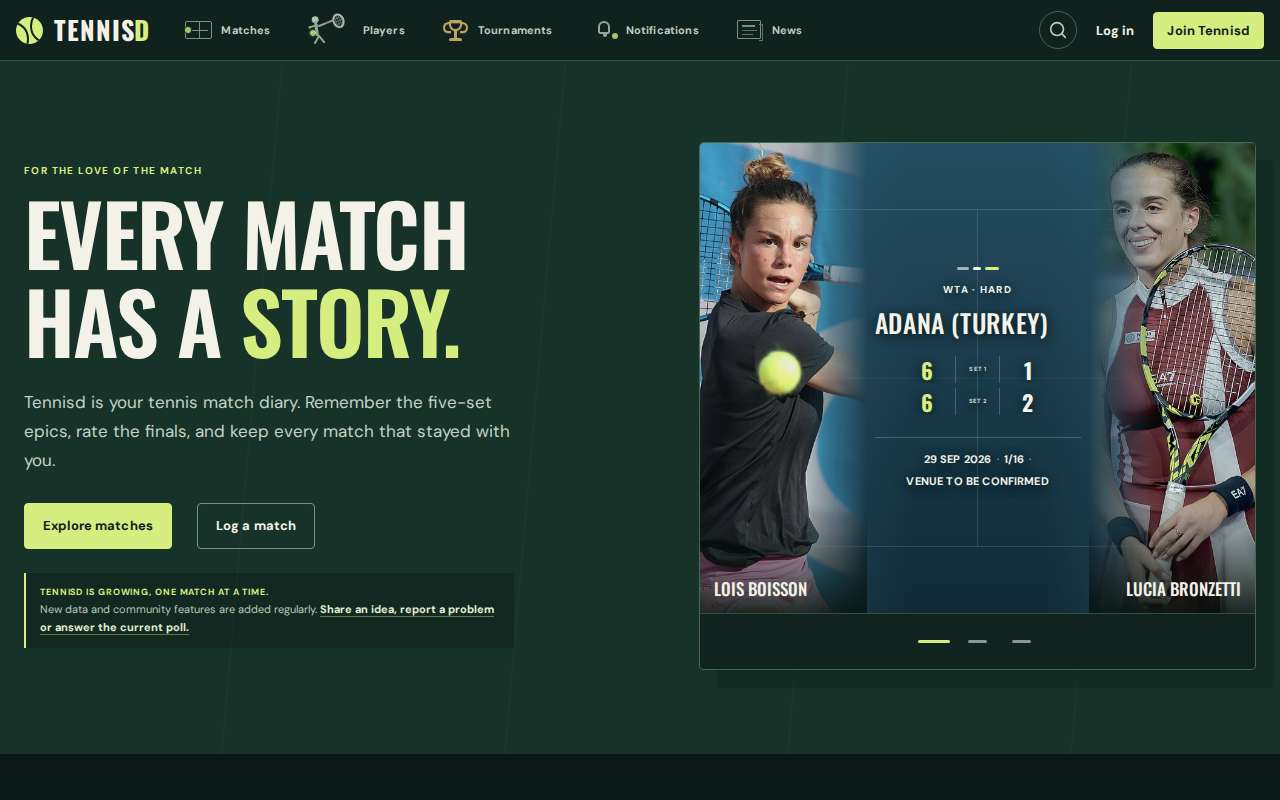 TENNISD
Matches
Players
Tournaments
Notifications
News
Log in
Join Tennisd
FOR THE LOVE OF THE MATCH
EVERY MATCH
HAS A STORY.
Tennisd is your tennis match diary. Remember the five-set
epics, rate the finals, and keep every match that stayed with
you.
Explore matches
Log a match
TENNISD IS GROWING, ONE MATCH AT A TIME.
New data and community features are added regularly. Share an idea, report a problem
or answer the current poll.
WTA · HARD
ADANA (TURKEY)
6 SET 1 1
6 SET 2 2
29 SEP 2026 · 1/16 ·
VENUE TO BE CONFIRMED
LOIS BOISSON
LUCIA BRONZETTI
EA7
EA7